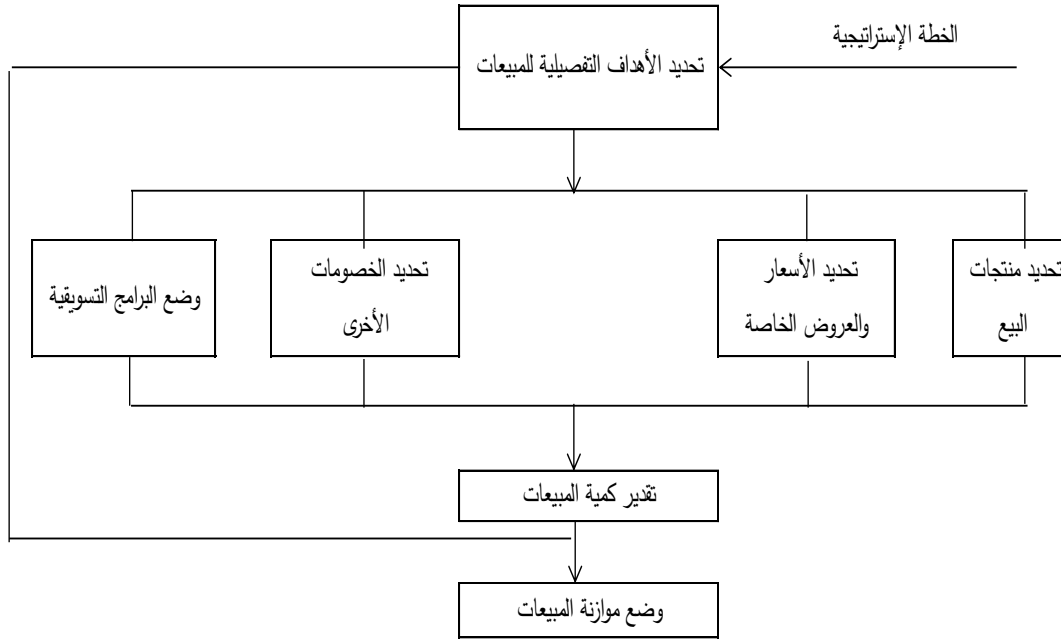 الخطة الإستراتيجية
تحديد الأهداف التفصيلية للمبيعات
تحديد منتجات
البيع
تحديد الأسعار
والعروض الخاصة
تحديد الخصومات
الأخرى
وضع البرامج التسويقية
تقدير كمية المبيعات
وضع موازنة المبيعات